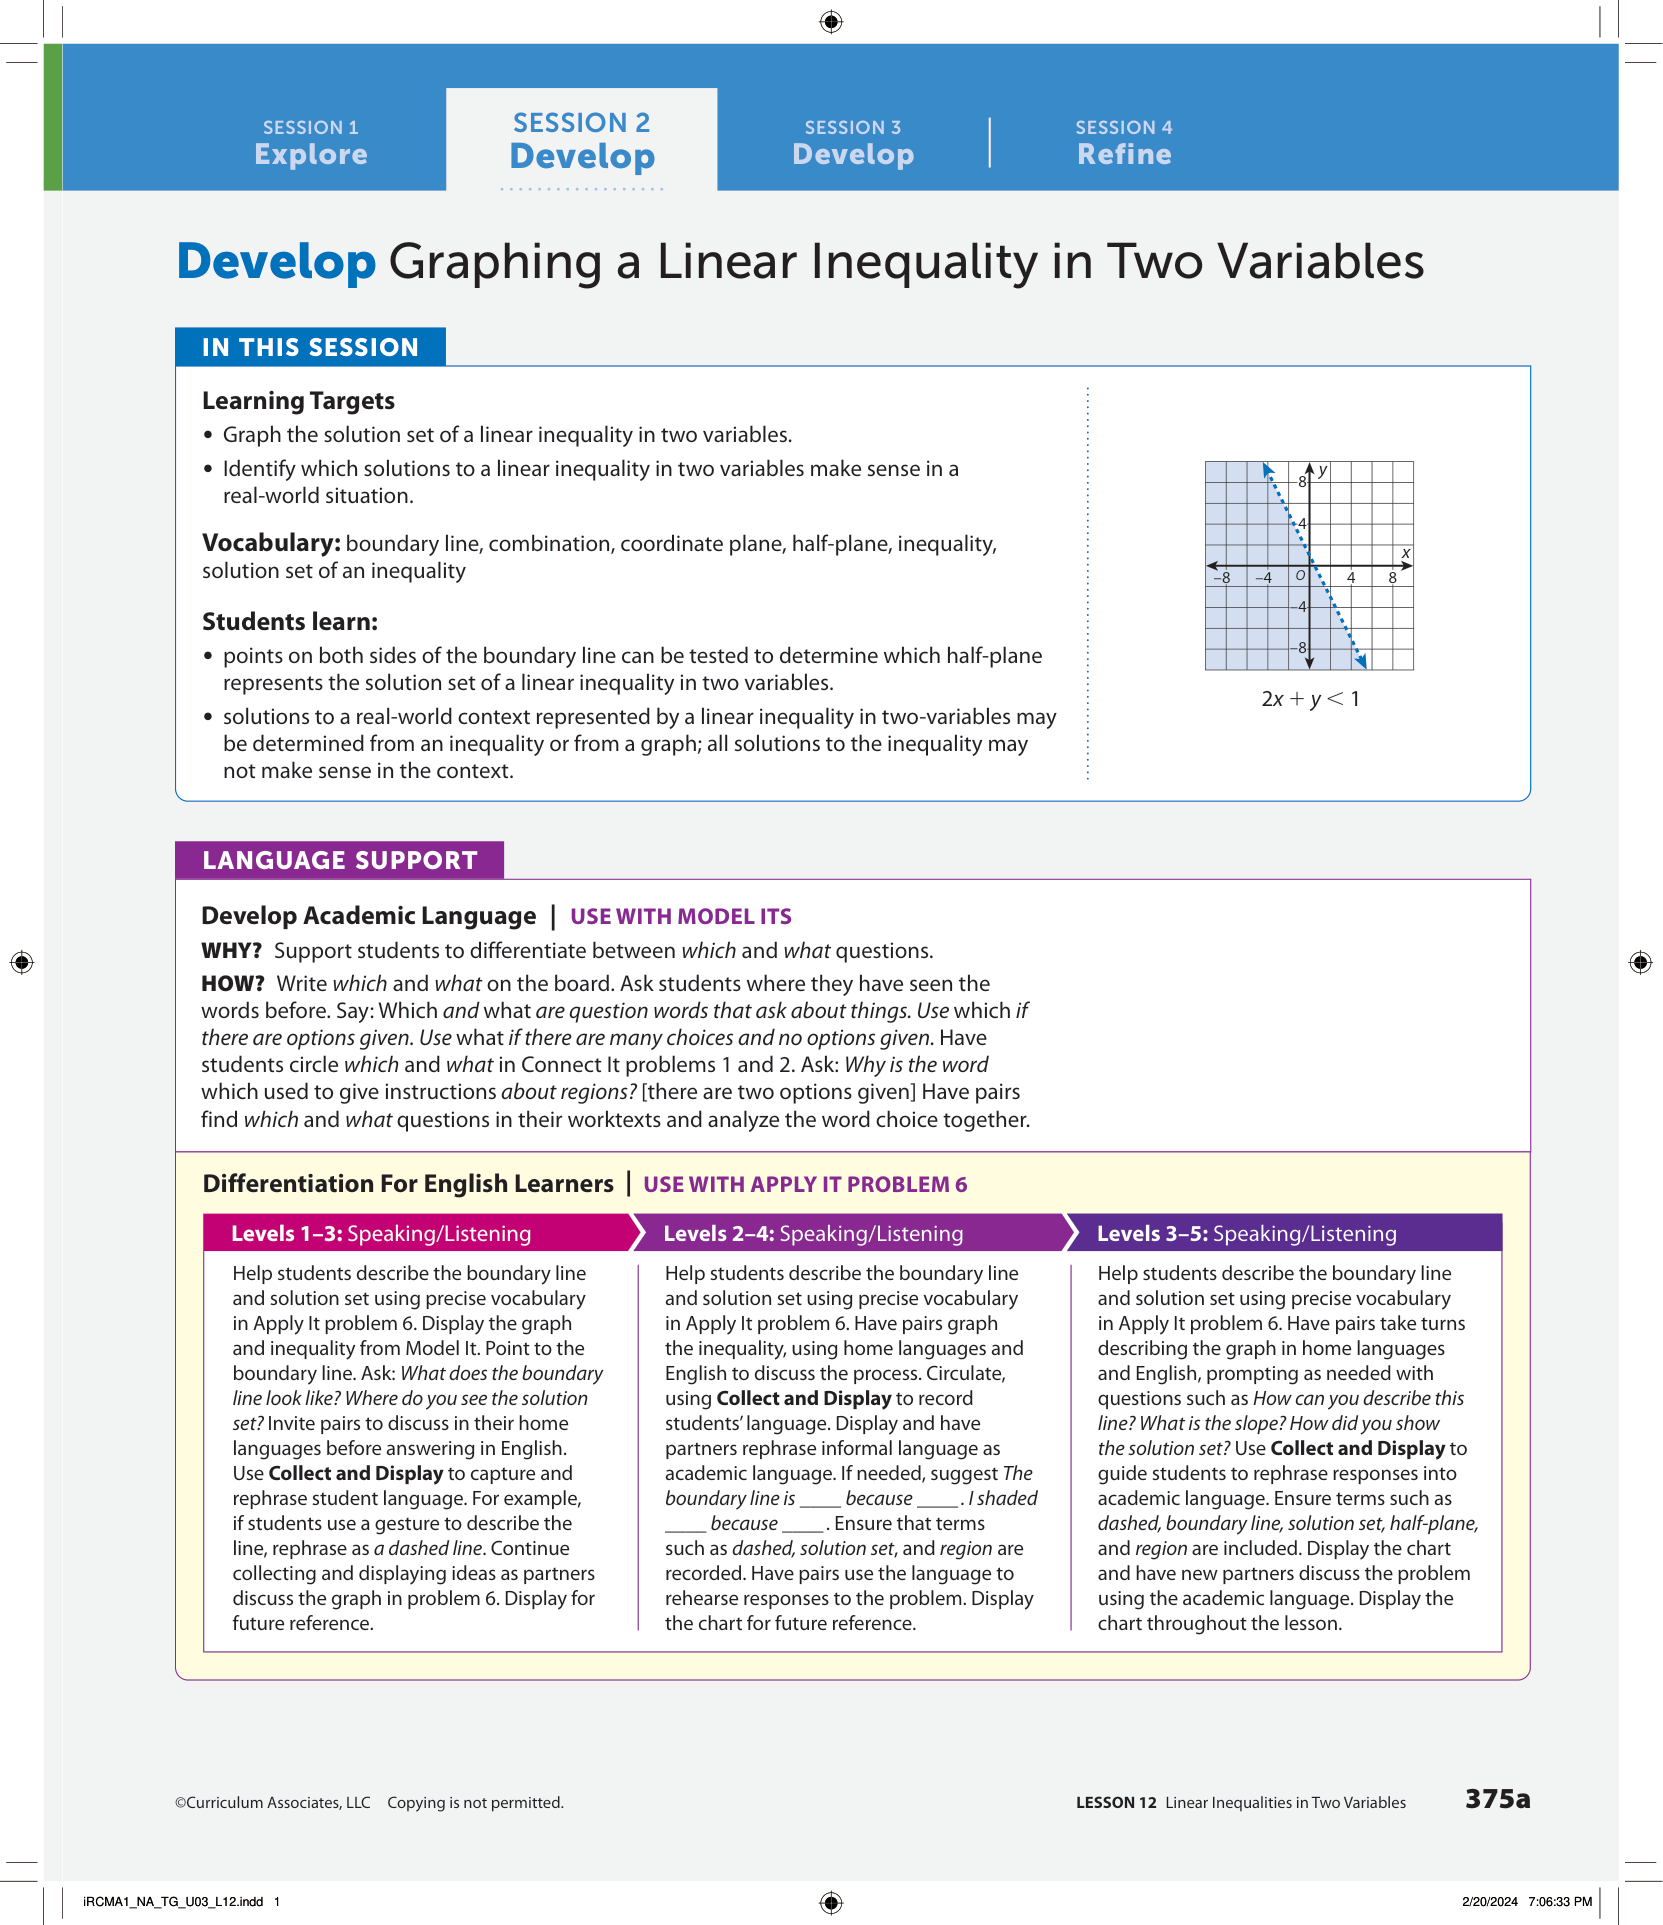 SESSION 1
Explore
SESSION 2
Develop
SESSION 3
Develop
SESSION 4
Refine
Develop Graphing a Linear Inequality in Two Variables
IN THIS SESSION
Learning Targets
• Graph the solution set of a linear inequality in two variables.
• Identify which solutions to a linear inequality in two variables make sense in a
real-world situation.
Vocabulary: boundary line, combination, coordinate plane, half-plane, inequality,
solution set of an inequality
Students learn:
• points on both sides of the boundary line can be tested to determine which half-plane
represents the solution set of a linear inequality in two variables.
• solutions to a real-world context represented by a linear inequality in two-variables may
be determined from an inequality or from a graph; all solutions to the inequality may
not make sense in the context.
y
8
4
x
–8 –4 O 4 8
–4
–8
2x + y < 1
LANGUAGE SUPPORT
Develop Academic Language | USE WITH MODEL ITS
WHY? Support students to differentiate between which and what questions.
HOW? Write which and what on the board. Ask students where they have seen the
words before. Say: Which and what are question words that ask about things. Use which if
there are options given. Use what if there are many choices and no options given. Have
students circle which and what in Connect It problems 1 and 2. Ask: Why is the word
which used to give instructions about regions? [there are two options given] Have pairs
find which and what questions in their worktexts and analyze the word choice together.
Differentiation For English Learners | USE WITH APPLY IT PROBLEM 6
Levels 1–3: Speaking/Listening
Help students describe the boundary line
and solution set using precise vocabulary
in Apply It problem 6. Display the graph
and inequality from Model It. Point to the
boundary line. Ask: What does the boundary
line look like? Where do you see the solution
set? Invite pairs to discuss in their home
languages before answering in English.
Use Collect and Display to capture and
rephrase student language. For example,
if students use a gesture to describe the
line, rephrase as a dashed line. Continue
collecting and displaying ideas as partners
discuss the graph in problem 6. Display for
future reference.
Levels 2–4: Speaking/Listening
Help students describe the boundary line
and solution set using precise vocabulary
in Apply It problem 6. Have pairs graph
the inequality, using home languages and
English to discuss the process. Circulate,
using Collect and Display to record
students' language. Display and have
partners rephrase informal language as
academic language. If needed, suggest The
boundary line is ____ because ____. I shaded
____ because ____. Ensure that terms
such as dashed, solution set, and region are
recorded. Have pairs use the language to
rehearse responses to the problem. Display
the chart for future reference.
Levels 3–5: Speaking/Listening
Help students describe the boundary line
and solution set using precise vocabulary
in Apply It problem 6. Have pairs take turns
describing the graph in home languages
and English, prompting as needed with
questions such as How can you describe this
line? What is the slope? How did you show
the solution set? Use Collect and Display to
guide students to rephrase responses into
academic language. Ensure terms such as
dashed, boundary line, solution set, half-plane,
and region are included. Display the chart
and have new partners discuss the problem
using the academic language. Display the
chart throughout the lesson.
©Curriculum Associates, LLC Copying is not permitted.
LESSON 12 Linear Inequalities in Two Variables 375a
iRCMA1_NA_TG_U03_L12.indd 1
2/20/2024 7:06:33 PM